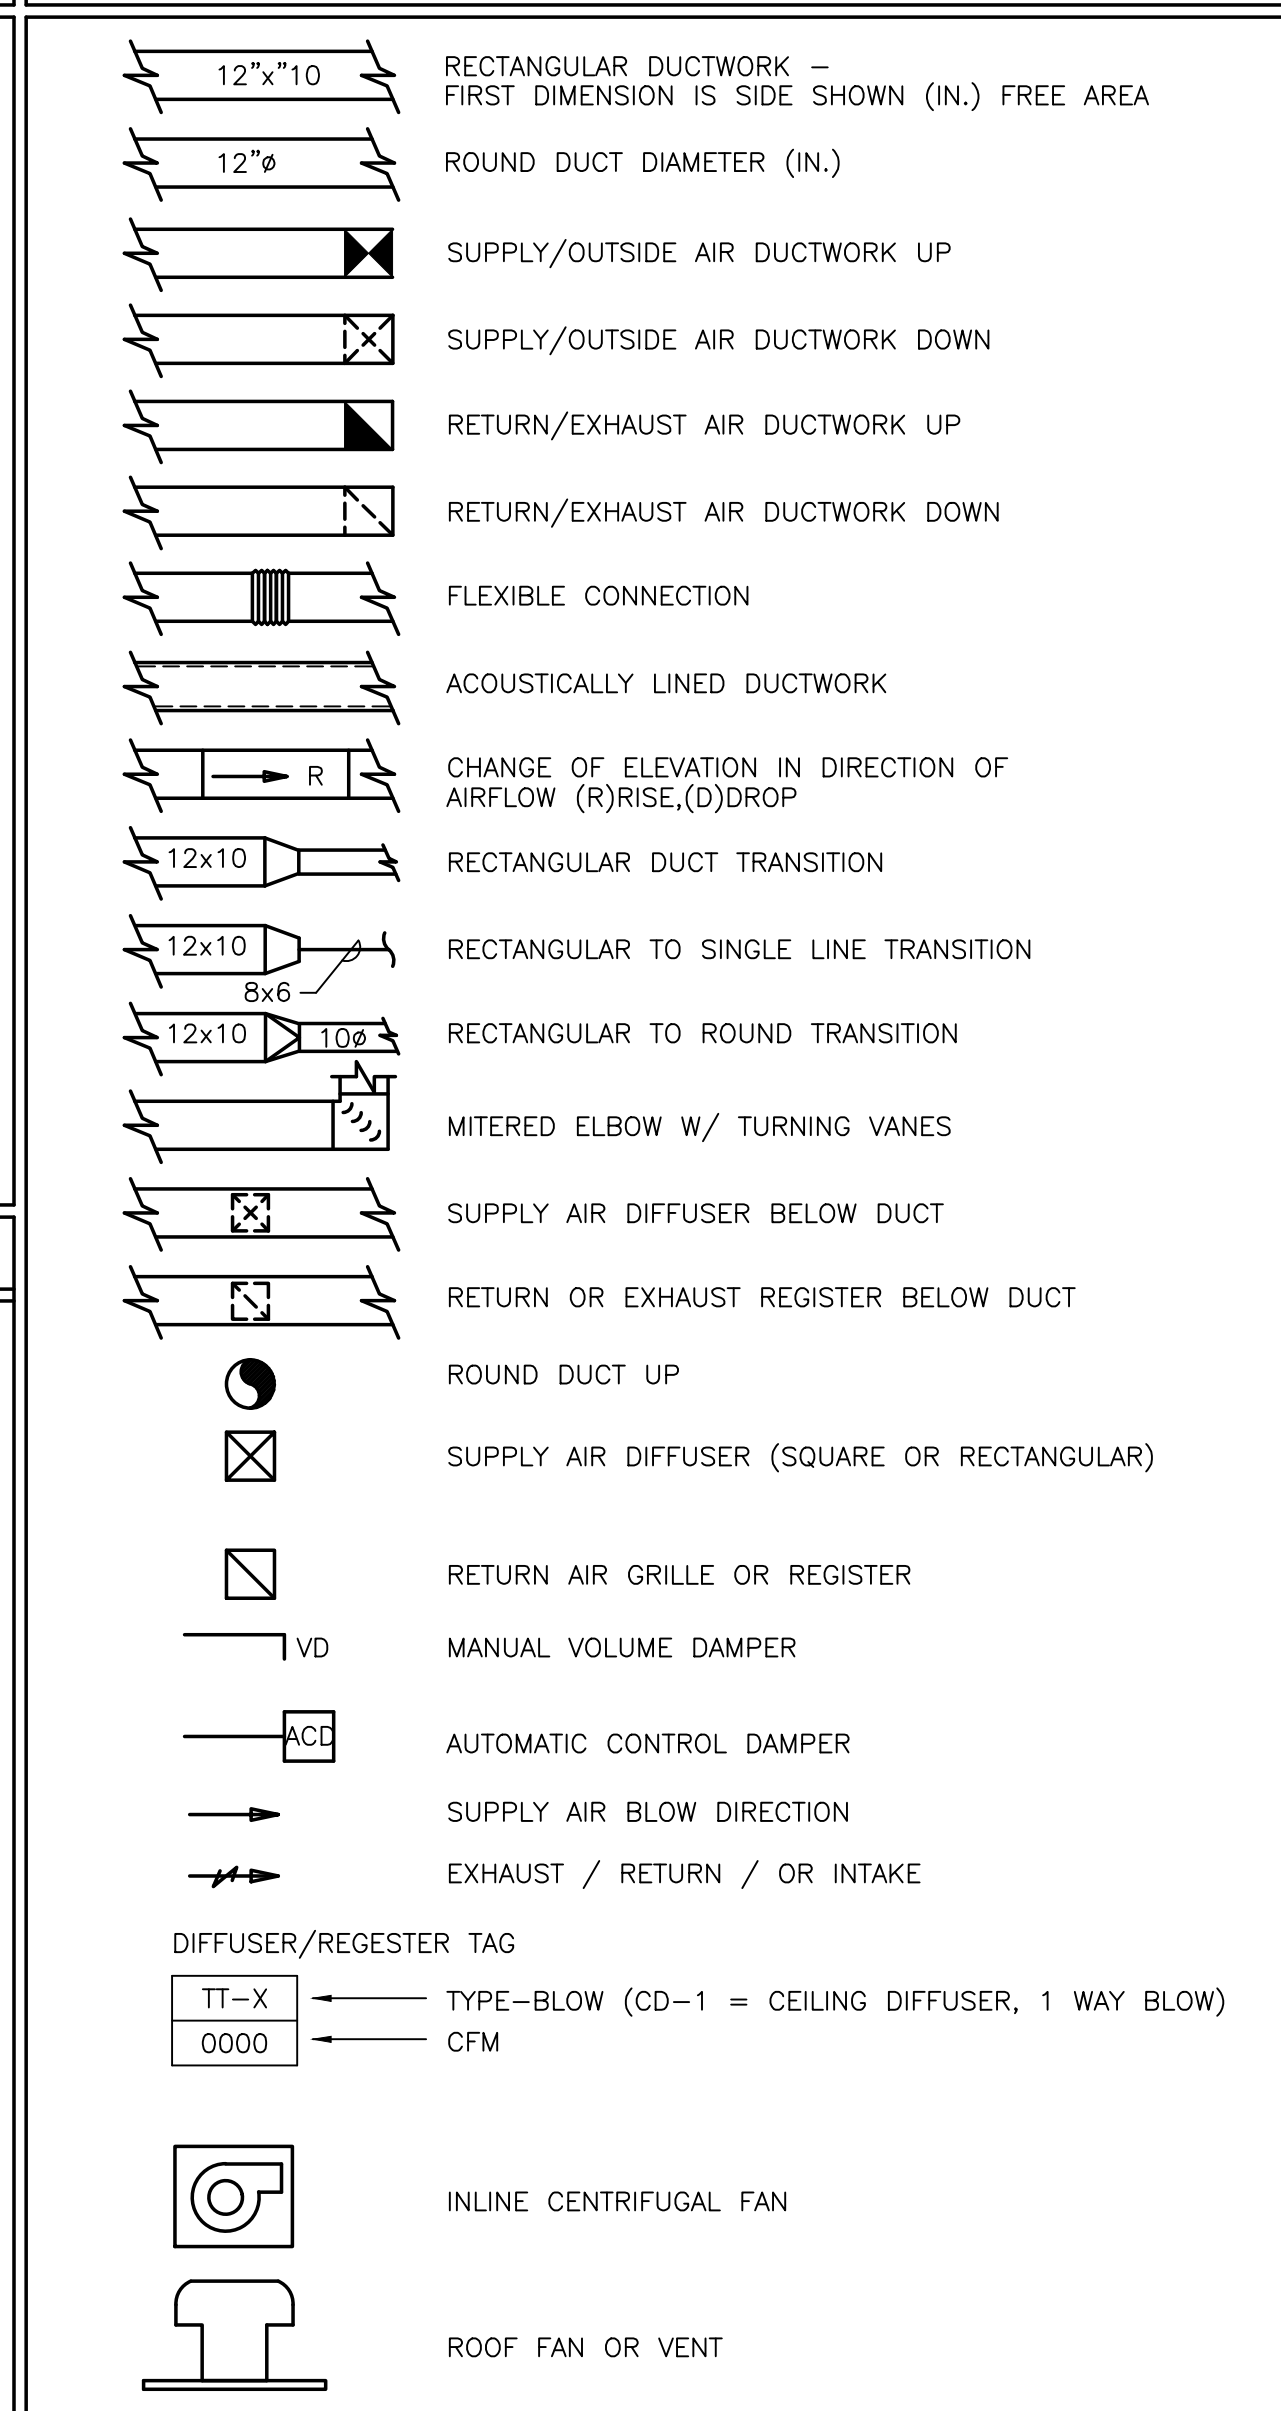 12”x”10
RECTANGULAR DUCTWORK –
FIRST DIMENSION IS SIDE SHOWN (IN.) FREE AREA
12”ø
ROUND DUCT DIAMETER (IN.)
SUPPLY/OUTSIDE AIR DUCTWORK UP
SUPPLY/OUTSIDE AIR DUCTWORK DOWN
RETURN/EXHAUST AIR DUCTWORK UP
RETURN/EXHAUST AIR DUCTWORK DOWN
FLEXIBLE CONNECTION
ACOUSTICALLY LINED DUCTWORK
R
CHANGE OF ELEVATION IN DIRECTION OF
AIRFLOW (R)RISE,(D)DROP
12x10
RECTANGULAR DUCT TRANSITION
12x10
8x6
RECTANGULAR TO SINGLE LINE TRANSITION
12x10
10ø
RECTANGULAR TO ROUND TRANSITION
MITERED ELBOW W/ TURNING VANES
SUPPLY AIR DIFFUSER BELOW DUCT
RETURN OR EXHAUST REGISTER BELOW DUCT
ROUND DUCT UP
SUPPLY AIR DIFFUSER (SQUARE OR RECTANGULAR)
RETURN AIR GRILLE OR REGISTER
VD
MANUAL VOLUME DAMPER
ACD
AUTOMATIC CONTROL DAMPER
SUPPLY AIR BLOW DIRECTION
EXHAUST / RETURN / OR INTAKE
DIFFUSER/REGESTER TAG
TT–X
TYPE–BLOW (CD–1 = CEILING DIFFUSER, 1 WAY BLOW)
0000
CFM
INLINE CENTRIFUGAL FAN
ROOF FAN OR VENT